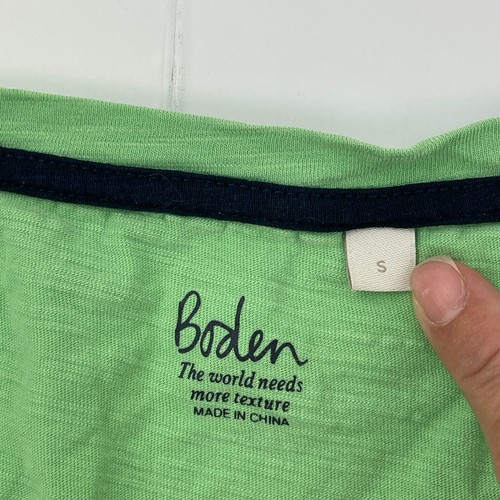 S
Boden
The world needs
more texture
MADE IN CHINA